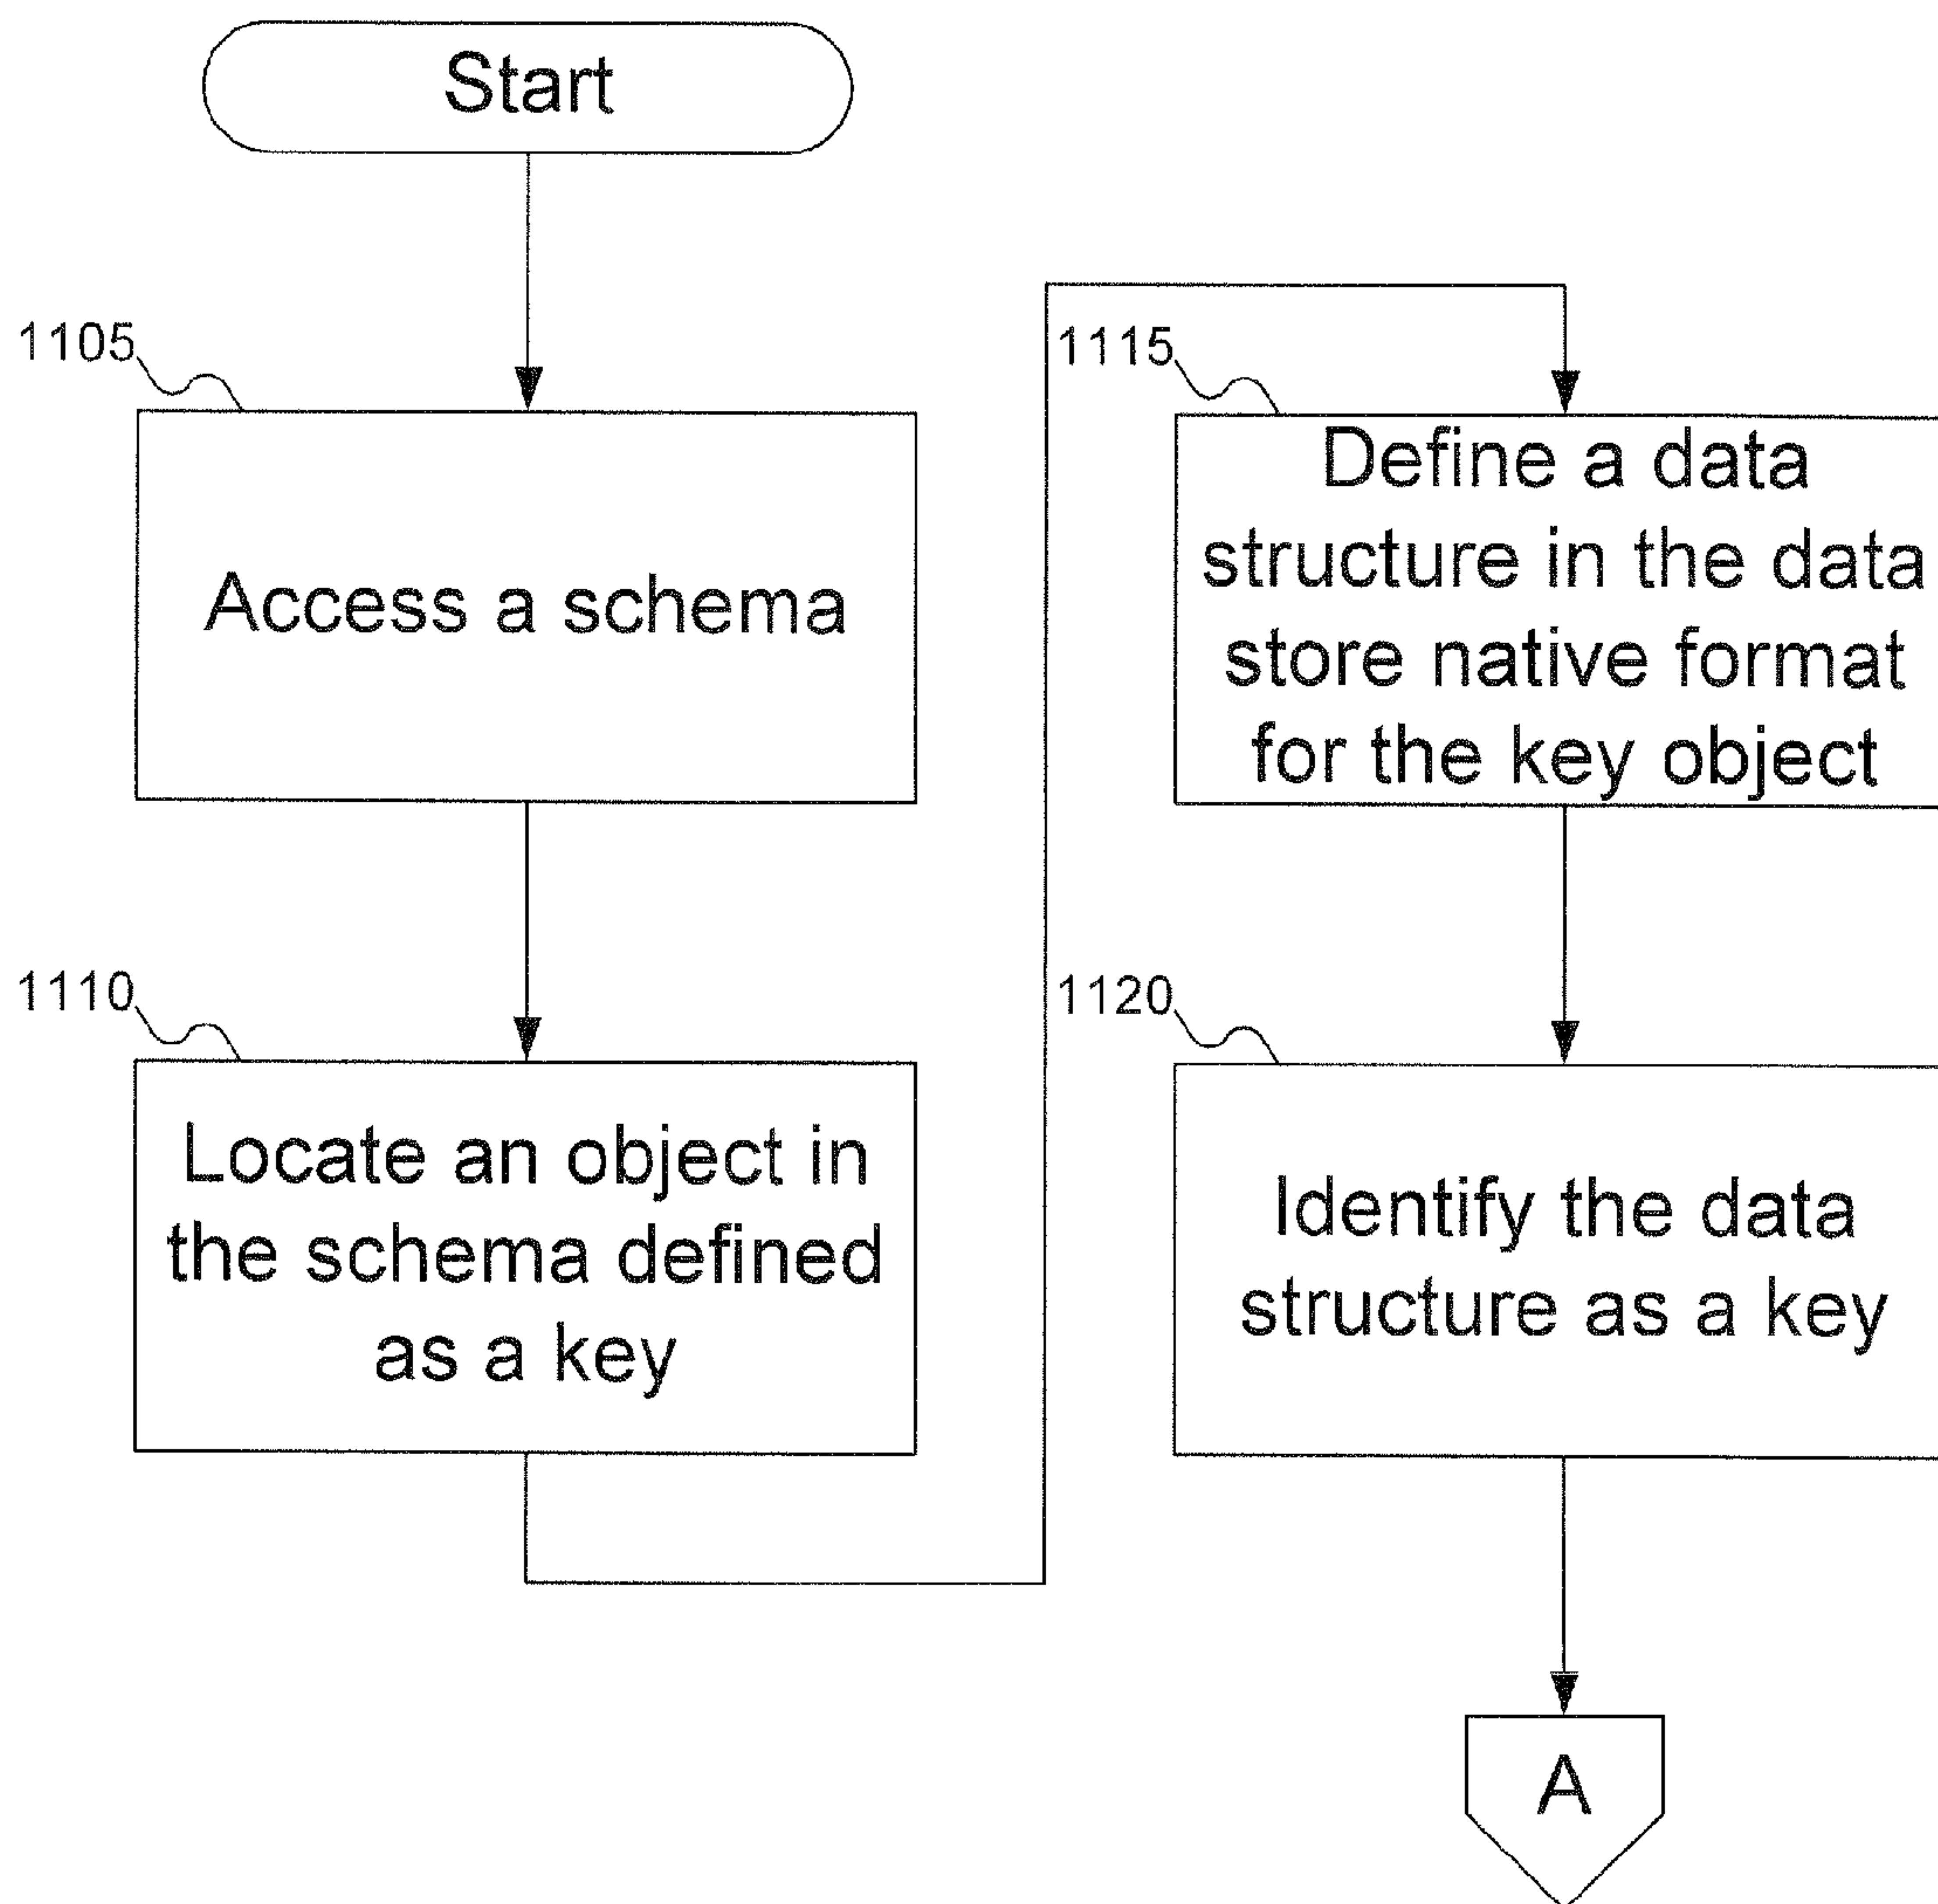 Start
1105
Access a schema
1110
Locate an object in
the schema defined
as a key
1115
Define a data
structure in the data
store native format
for the key object
1120
Identify the data
structure as a key
A